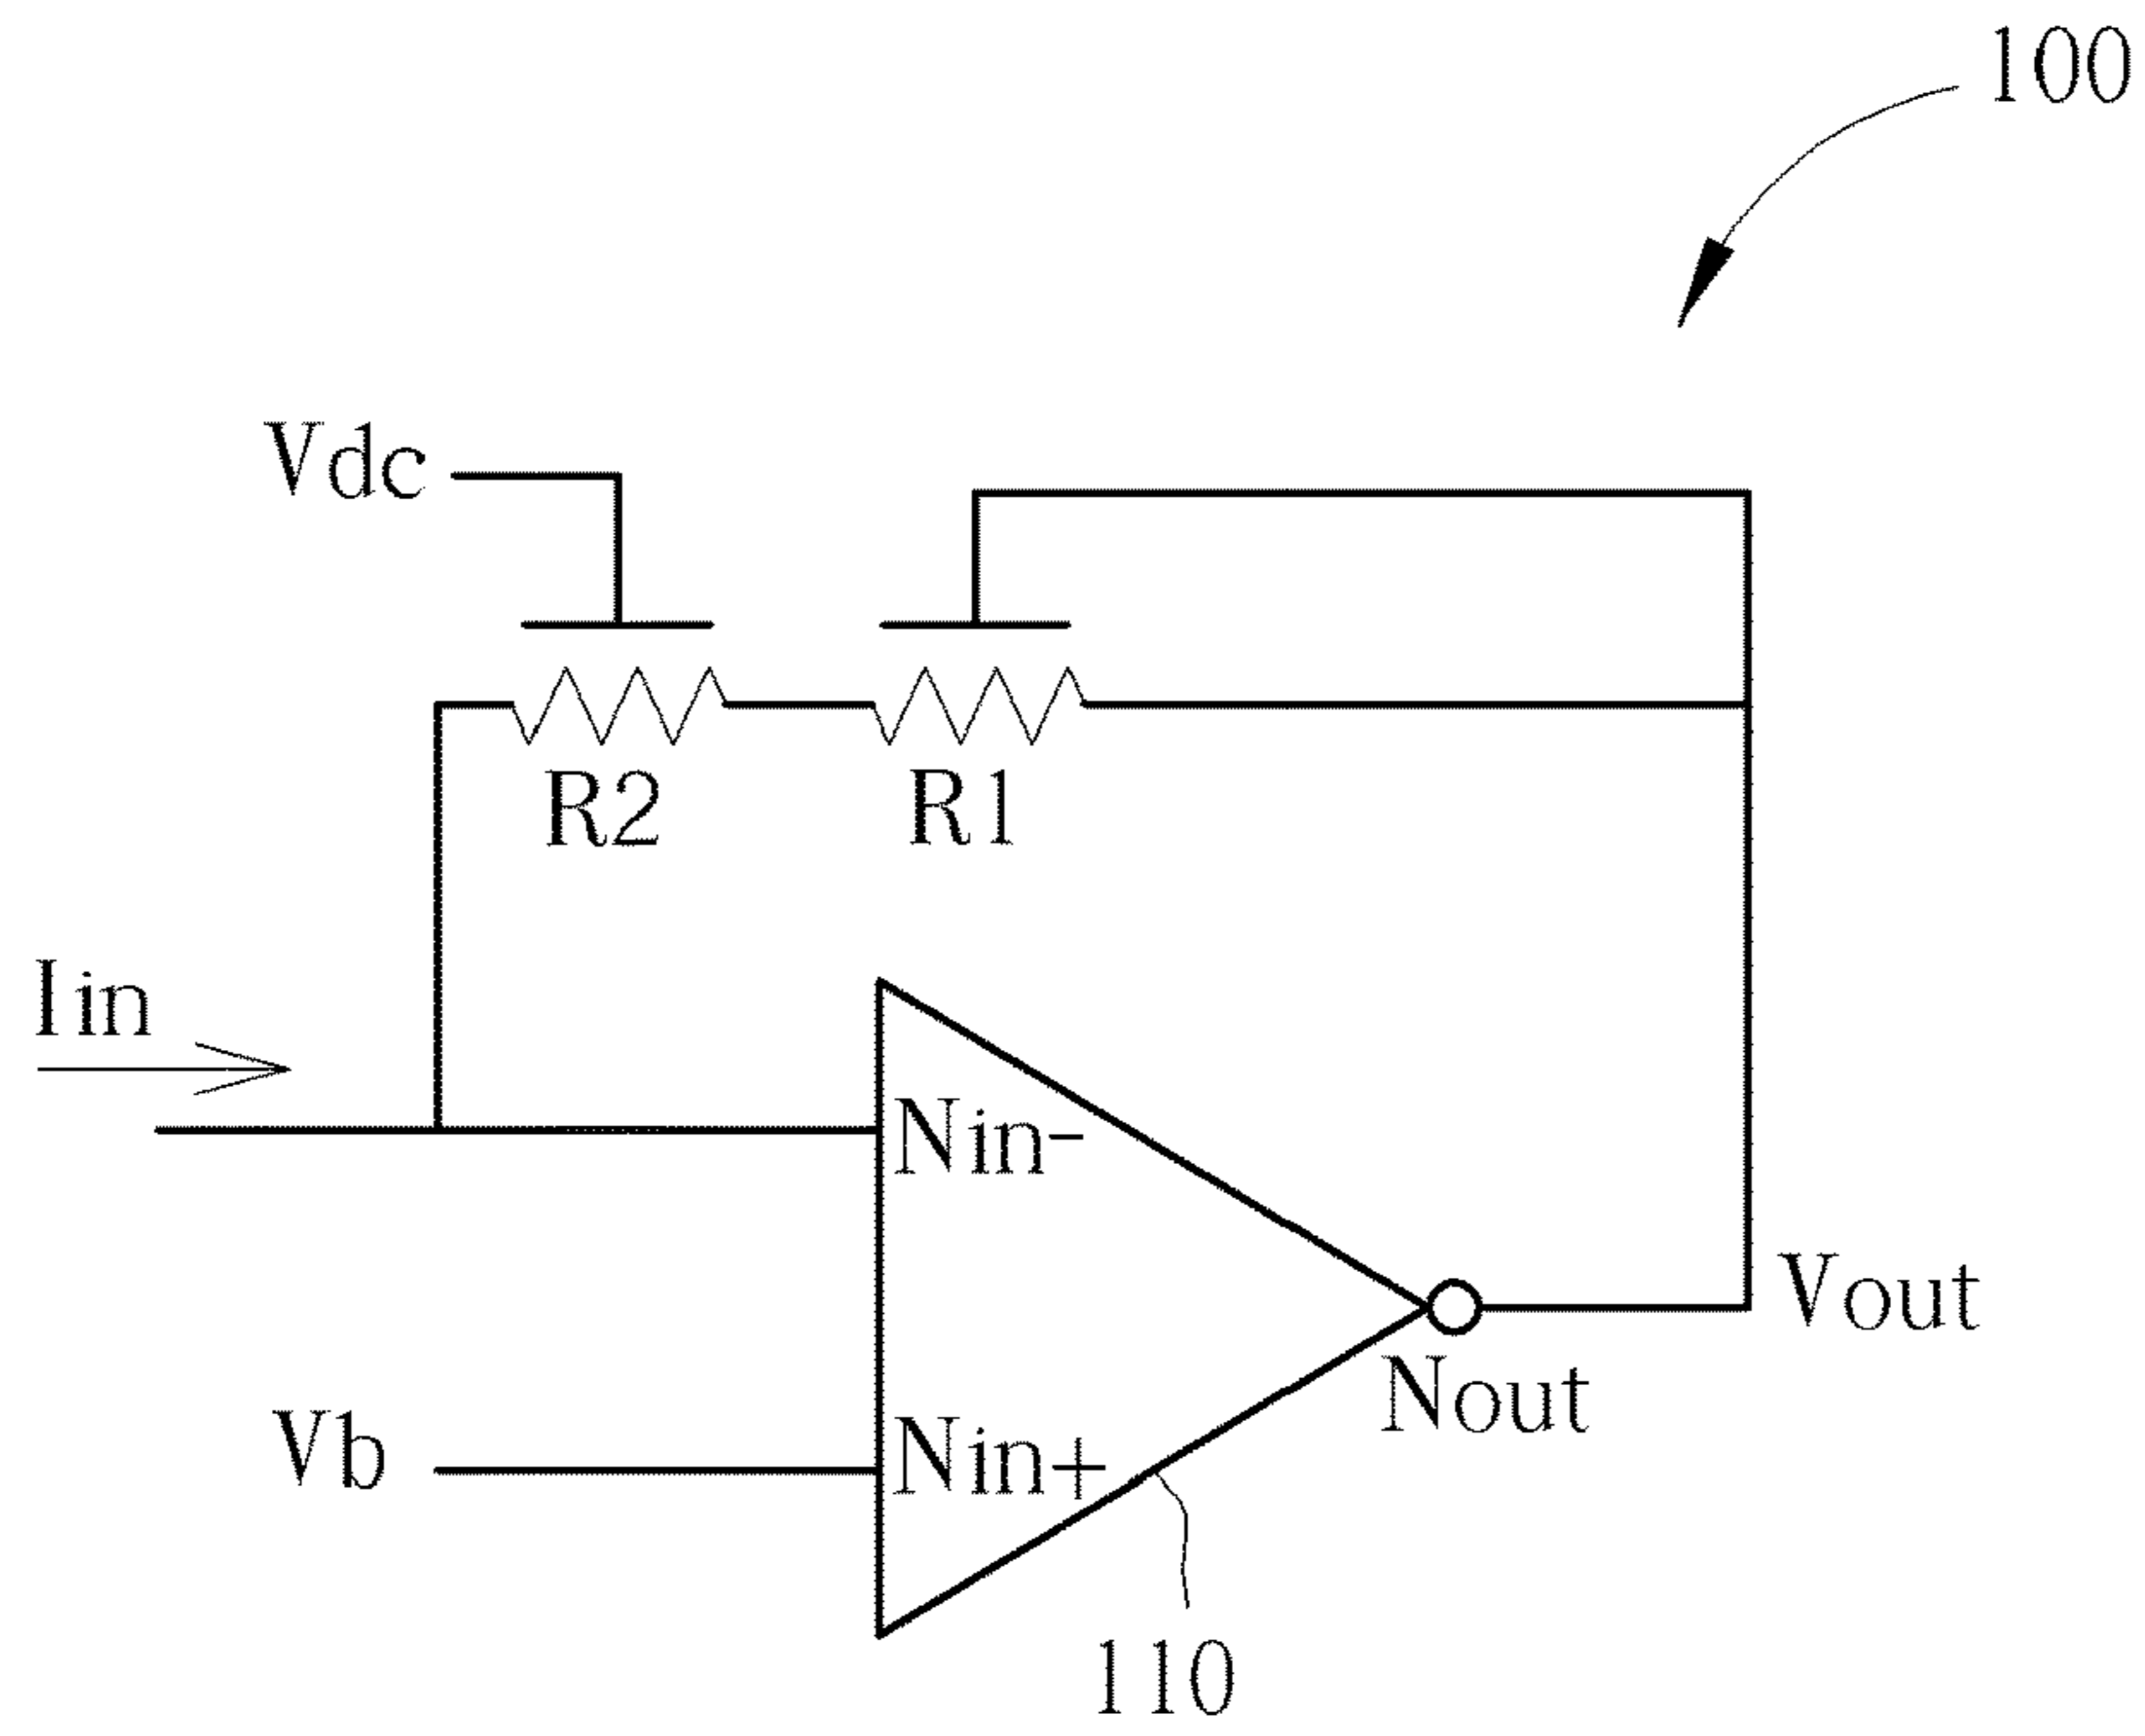 100
Vdc
R2
R1
Iin
Nin-
Vout
Nout
Vb
Nin+
110